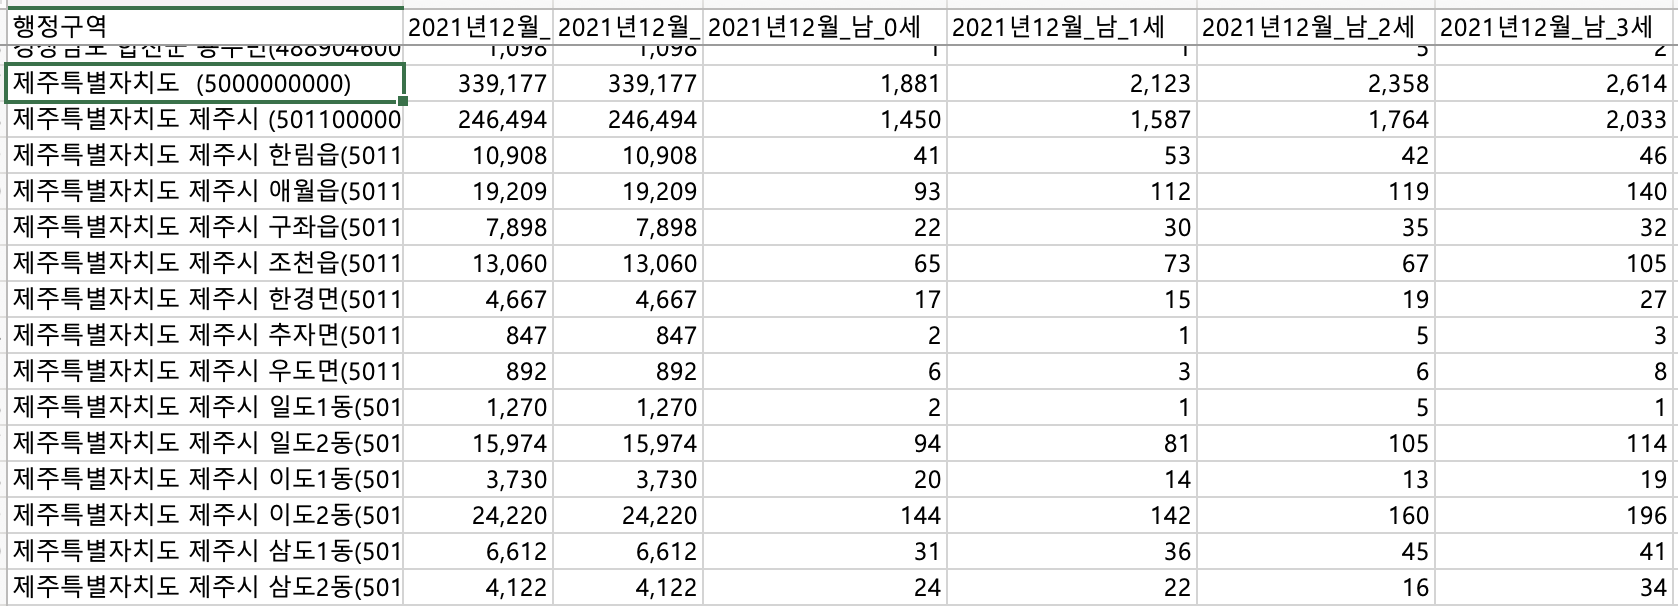 행정구역 2021년12월_ 2021년12월_ 2021년12월_남_0세 2021년12월_남_1세 2021년12월_남_2세 2021년12월_남_3세
1,098 1,098 1 1 5 2
제주특별자치도 (5000000000) 339,177 339,177 1,881 2,123 2,358 2,614
제주특별자치도 제주시 (501100000 246,494 246,494 1,450 1,587 1,764 2,033
제주특별자치도 제주시 한림읍(5011 10,908 10,908 41 53 42 46
제주특별자치도 제주시 애월읍(5011 19,209 19,209 93 112 119 140
제주특별자치도 제주시 구좌읍(5011 7,898 7,898 22 30 35 32
제주특별자치도 제주시 조천읍(5011 13,060 13,060 65 73 67 105
제주특별자치도 제주시 한경면(5011 4,667 4,667 17 15 19 27
제주특별자치도 제주시 추자면(5011 847 847 2 1 5 3
제주특별자치도 제주시 우도면(5011 892 892 6 3 6 8
제주특별자치도 제주시 일도1동(501 1,270 1,270 2 1 5 1
제주특별자치도 제주시 일도2동(501 15,974 15,974 94 81 105 114
제주특별자치도 제주시 이도1동(501 3,730 3,730 20 14 13 19
제주특별자치도 제주시 이도2동(501 24,220 24,220 144 142 160 196
제주특별자치도 제주시 삼도1동(501 6,612 6,612 31 36 45 41
제주특별자치도 제주시 삼도2동(501 4,122 4,122 24 22 16 34